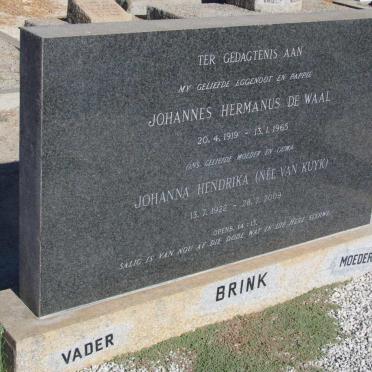 TER GEDAGTENIS AAN
MY GELIEFDE EGGENOOT EN PAPPIE
JOHANNES HERMANUS DE WAAL
20.4.1919 - 13.1.1965
ONS GELIEFDE MOEDER EN OUMA
JOHANNA HENDRIKA (NÉE VAN KUYK)
13.7.1922 - 26.2.2009
OPENB. 14:13.
SALIG IS VAN NOU AF DIE DODE WAT IN DIE HERE STERWE
VADER
BRINK
MOEDER